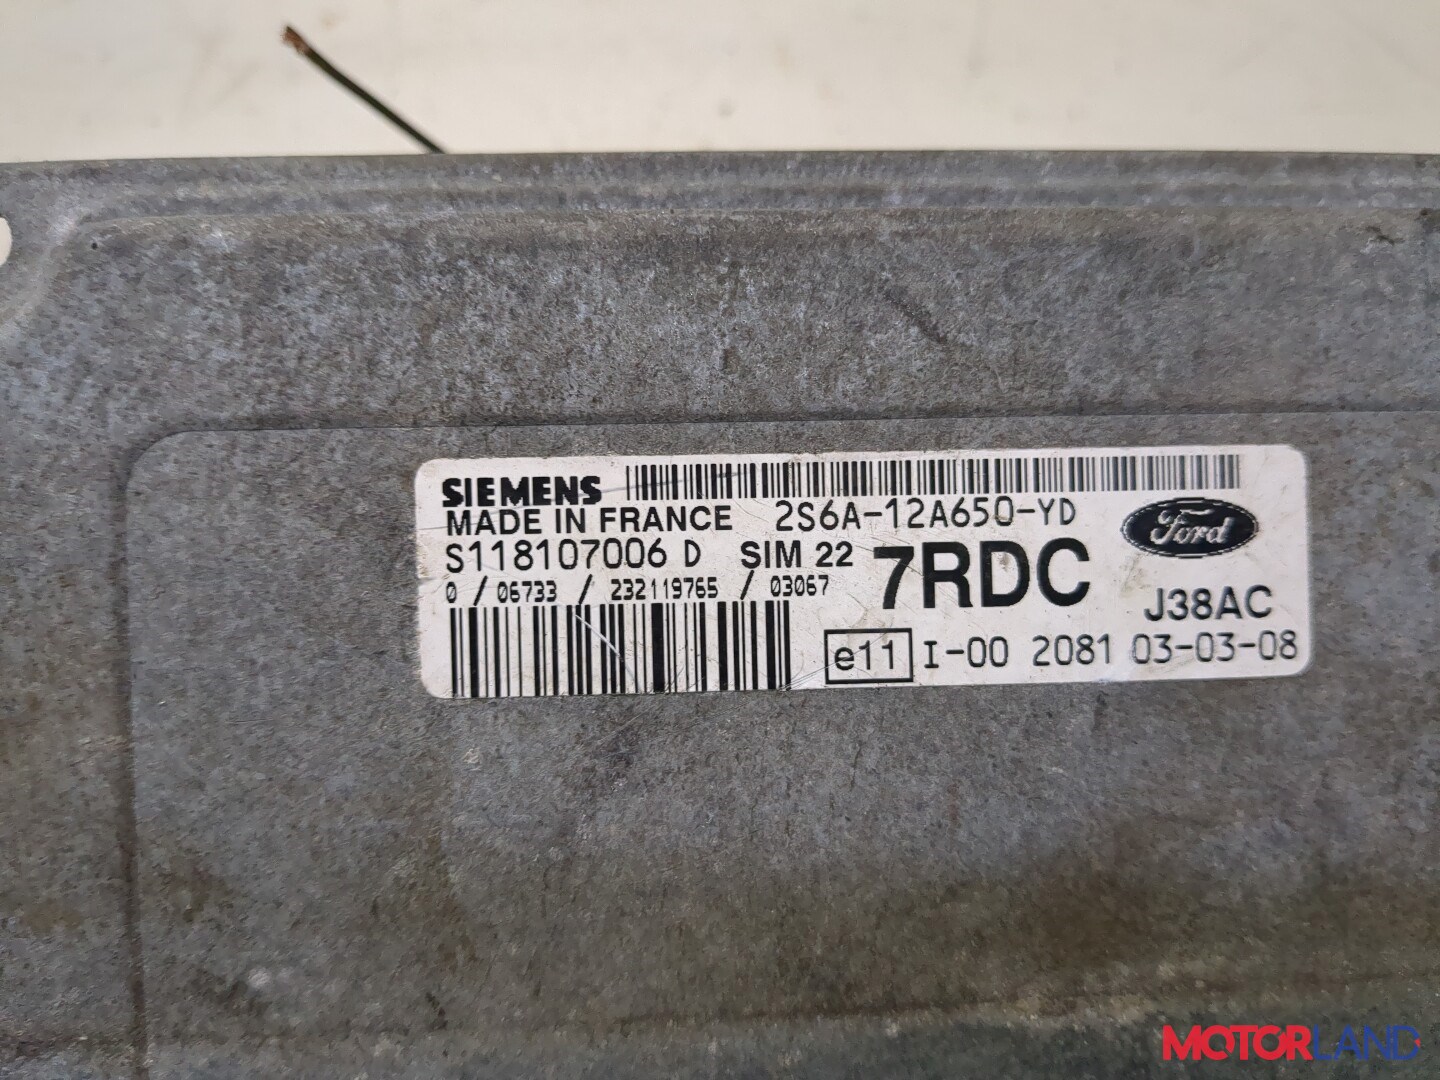 SIEMENS
MADE IN FRANCE 2S6A-12A650-YD
Ford
S118107006 D SIM 22 7RDC
0 / 06733 / 232119765 / 03067
J38AC
e11 I-00 2081 03-03-08
MOTORLAND